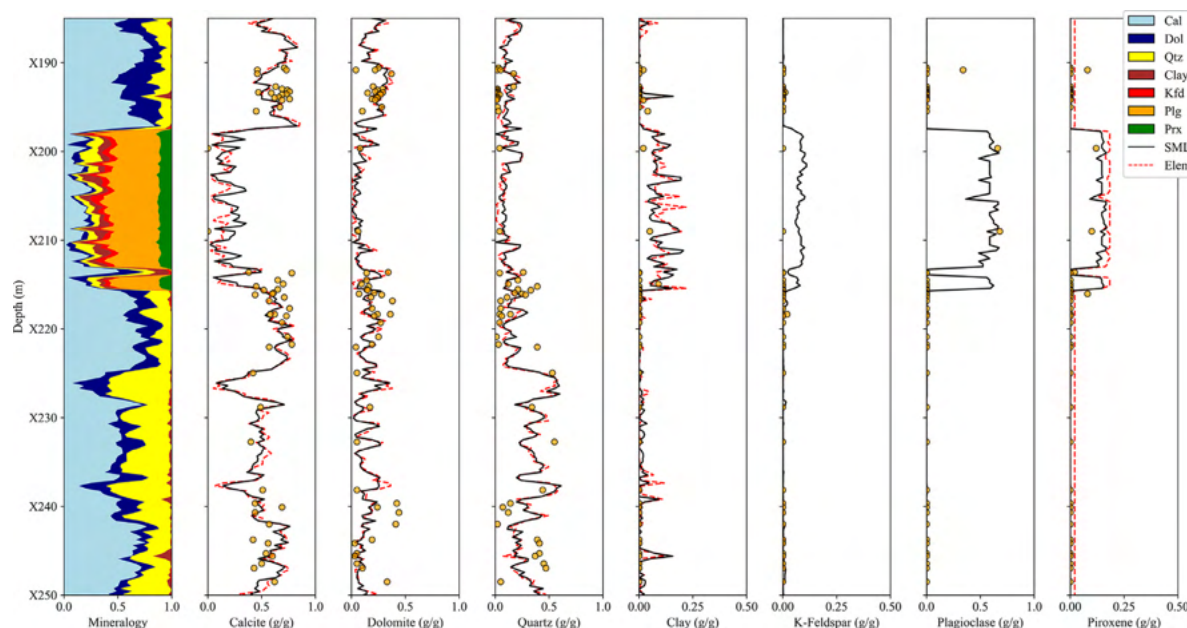 Cal
Dol
Qtz
Clay
Kfd
Plg
Prx
SML
Elem
Depth (m)
X190
X200
X210
X220
X230
X240
X250
0.0 0.5 1.0
0.0 0.5 1.0
0.0 0.5 1.0
0.0 0.5 1.0
0.00 0.25 0.50
0.00 0.25 0.50
0.0 0.5 1.0
0.00 0.25 0.50
Mineralogy
Calcite (g/g)
Dolomite (g/g)
Quartz (g/g)
Clay (g/g)
K-Feldspar (g/g)
Plagioclase (g/g)
Piroxene (g/g)